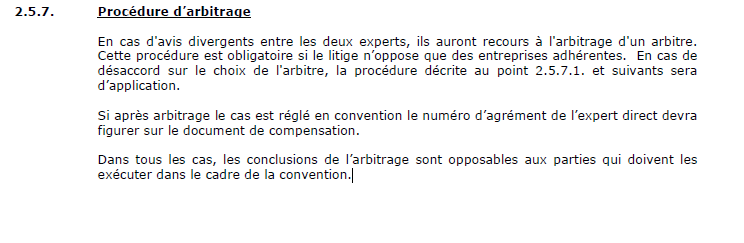 2.5.7. Procédure d’arbitrage
En cas d'avis divergents entre les deux experts, ils auront recours à l'arbitrage d'un arbitre.
Cette procédure est obligatoire si le litige n’oppose que des entreprises adhérentes. En cas de
désaccord sur le choix de l'arbitre, la procédure décrite au point 2.5.7.1. et suivants sera
d’application.
Si après arbitrage le cas est réglé en convention le numéro d’agrément de l’expert direct devra
figurer sur le document de compensation.
Dans tous les cas, les conclusions de l’arbitrage sont opposables aux parties qui doivent les
exécuter dans le cadre de la convention.